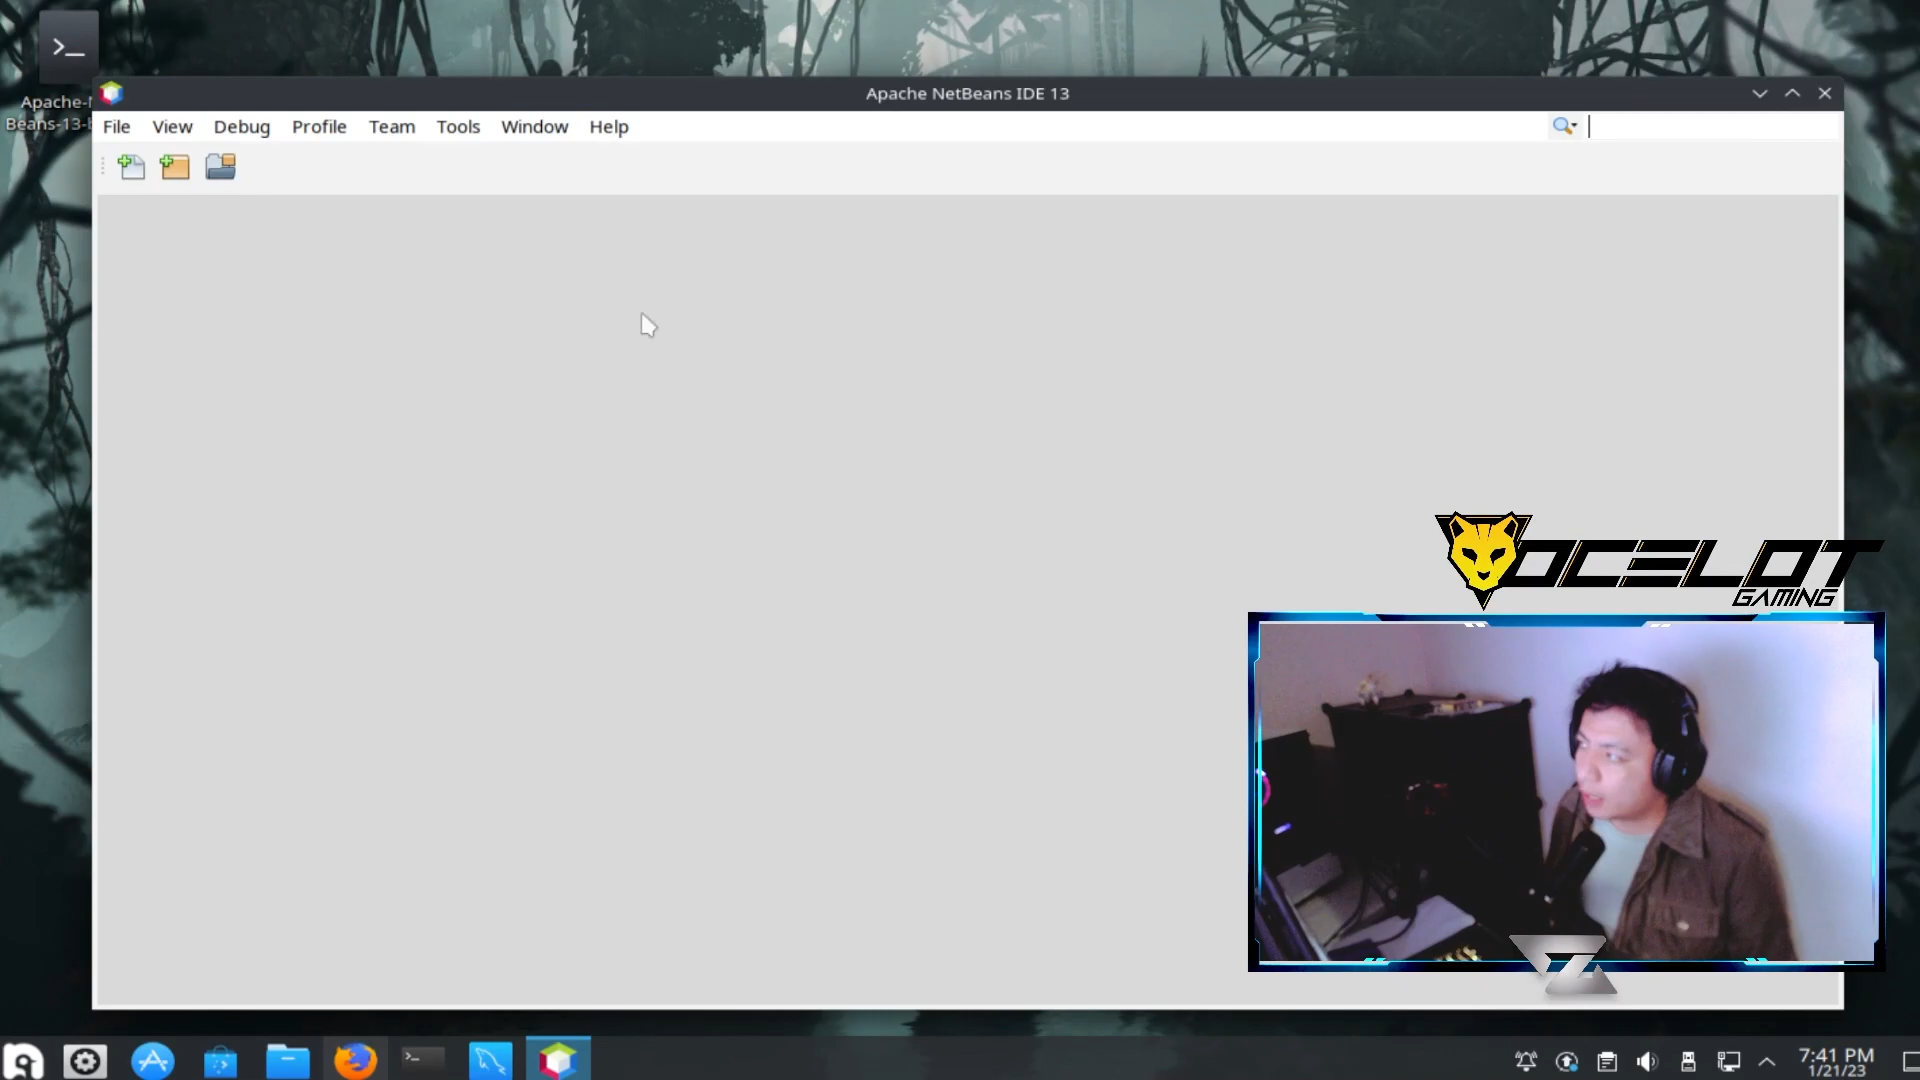 Apache NetBeans IDE 13
Apache-N
Beans-13-b
File View Debug Profile Team Tools Window Help
OCELOT
GAMING
7:41 PM
1/21/23